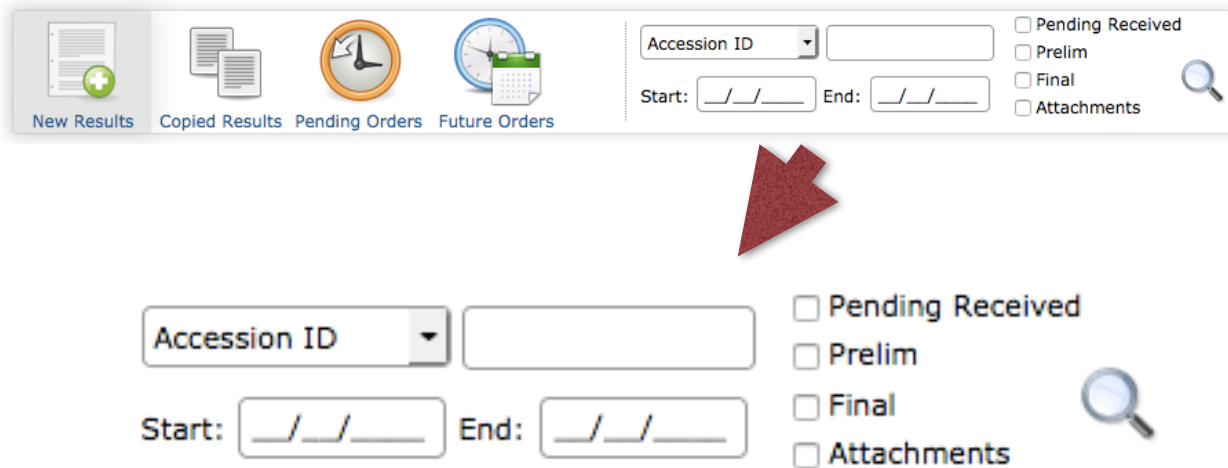 New Results Copied Results Pending Orders Future Orders
Accession ID
Start: __/__/____ End: __/__/____
Pending Received
Prelim
Final
Attachments
Accession ID
Start: __/__/____ End: __/__/____
Pending Received
Prelim
Final
Attachments